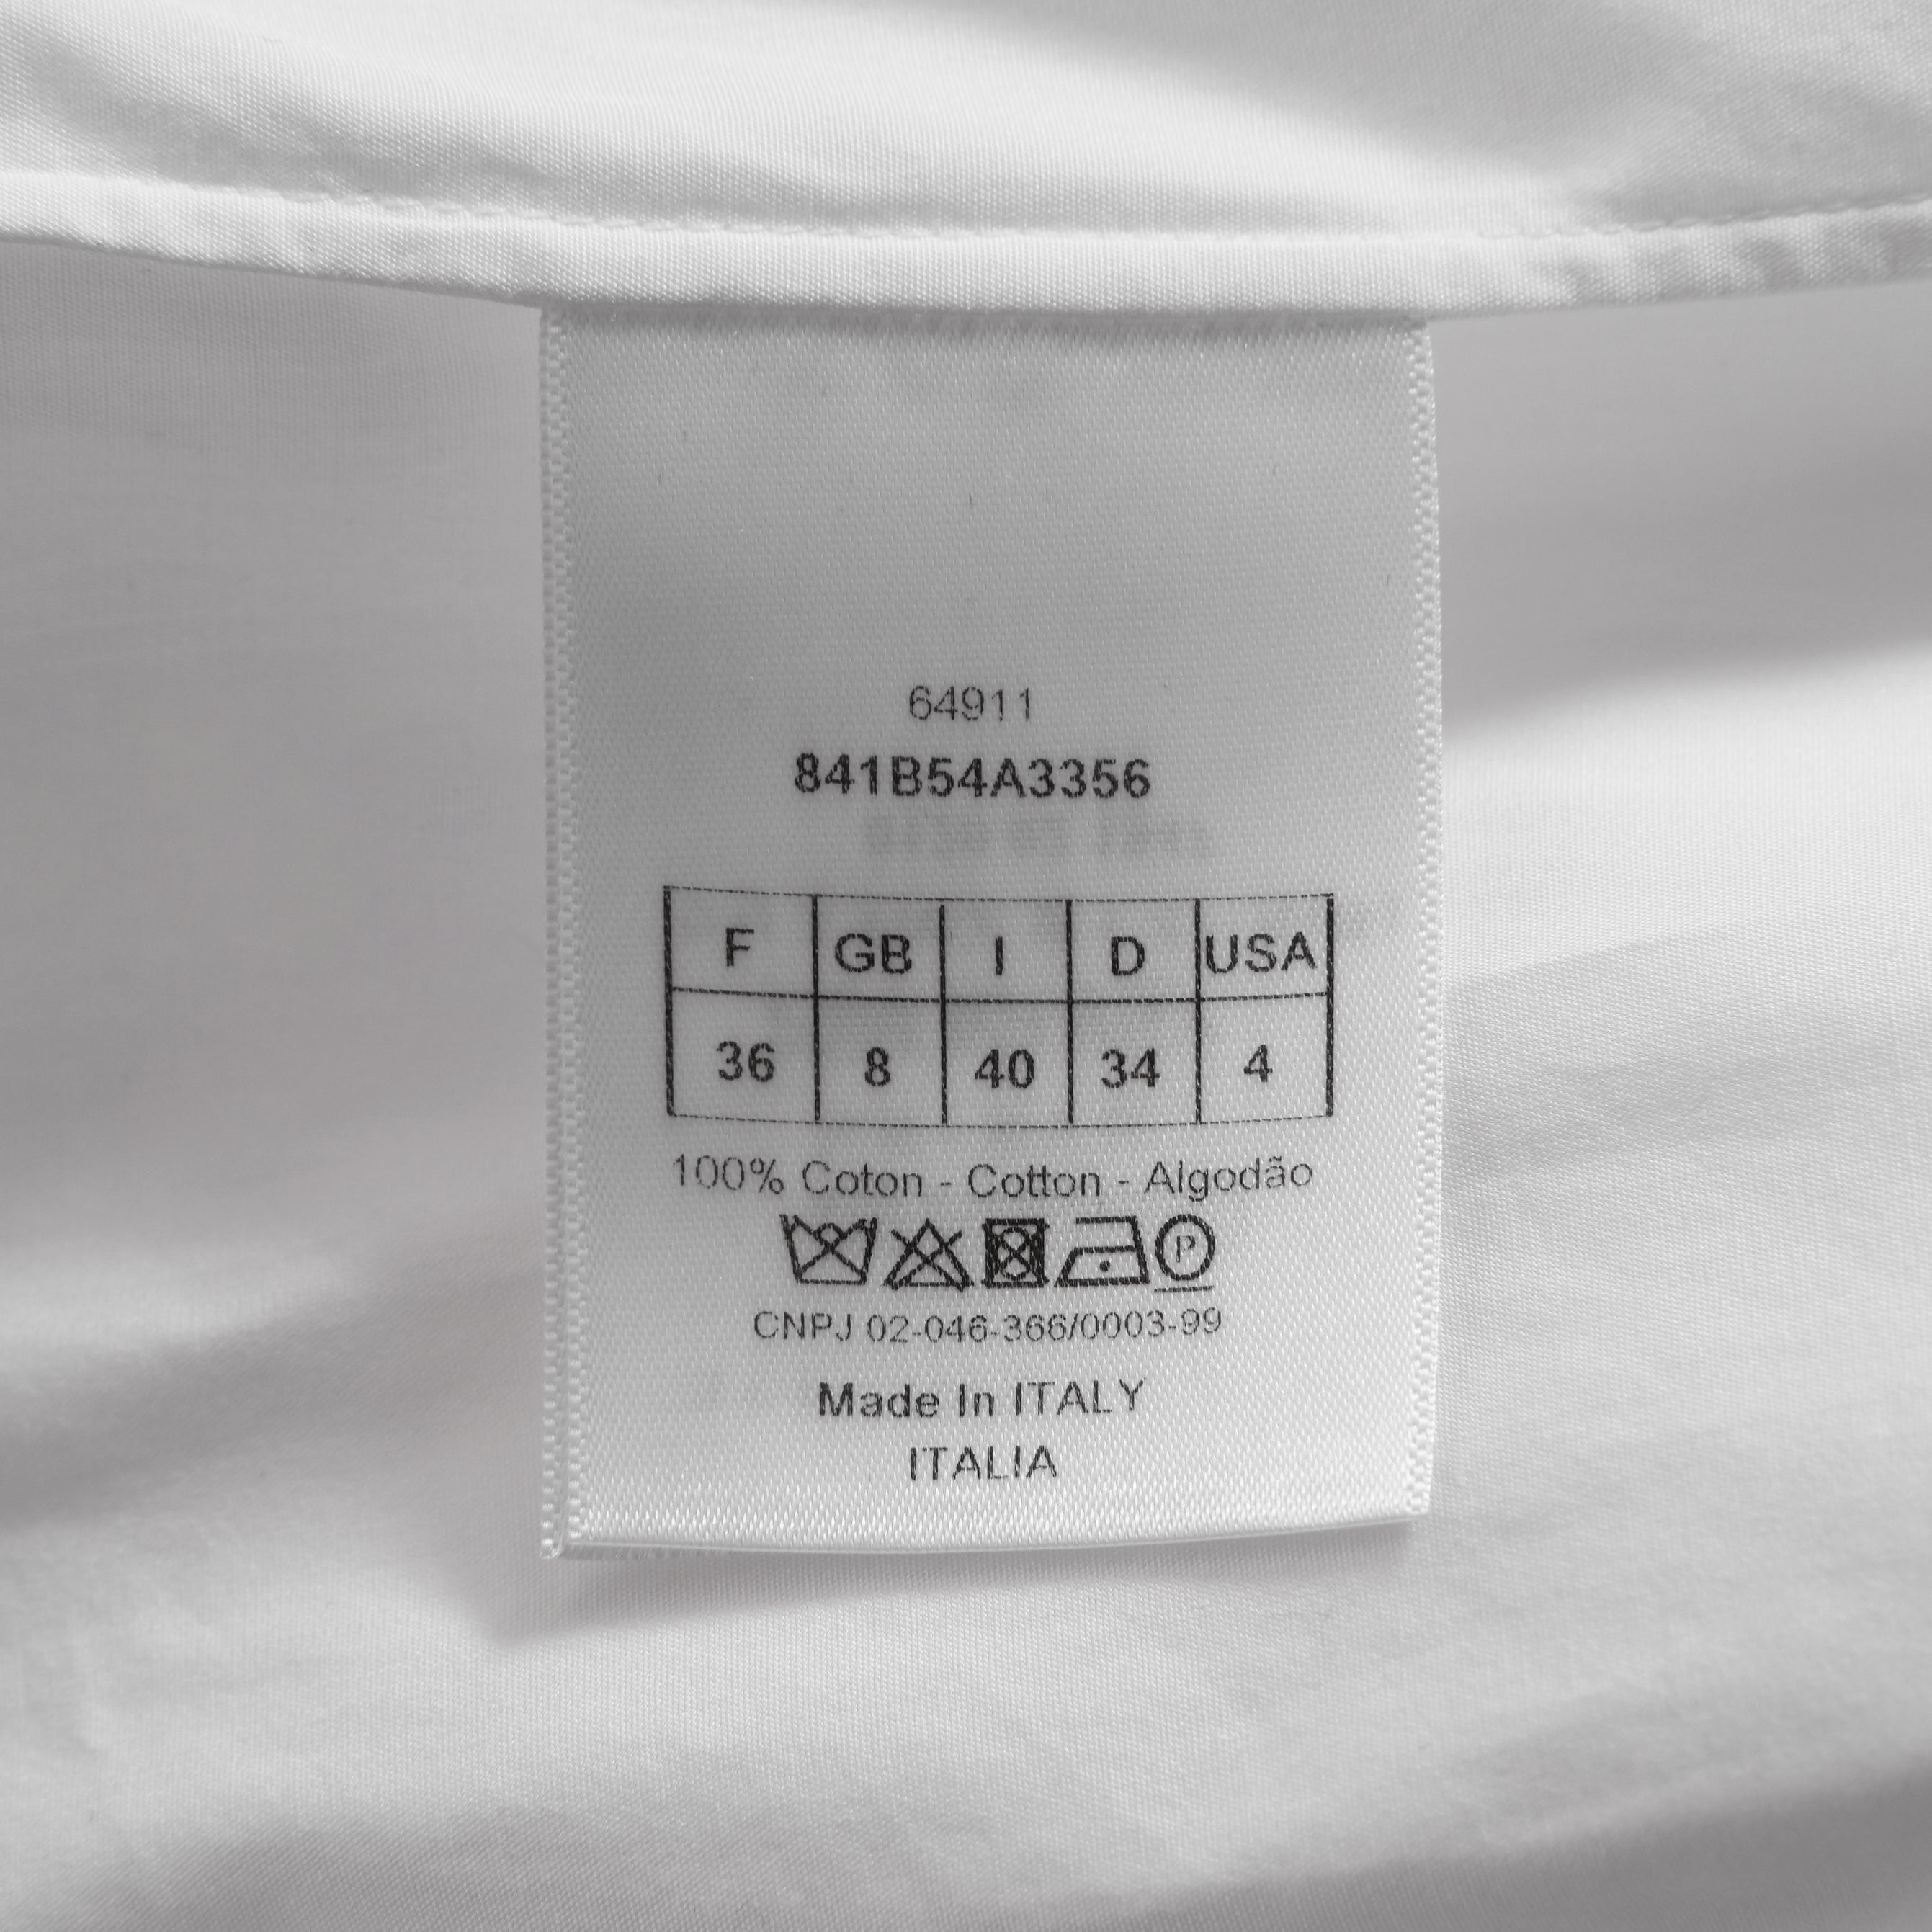 64911
841B54A3356
F GB I D USA
36 8 40 34 4
100% Coton - Cotton - Algodão
P
CNPJ 02-046-366/0003-99
Made In ITALY
ITALIA